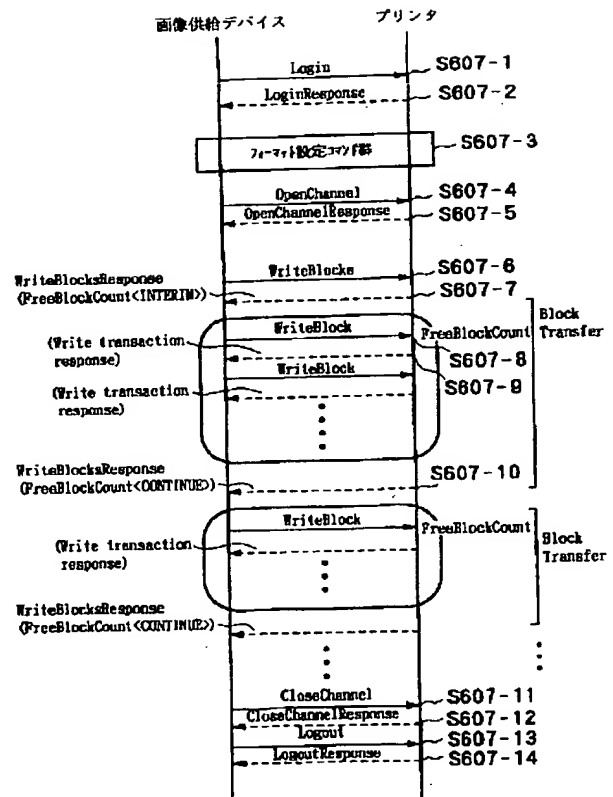 画像供給デバイス
プリンタ
Login
S607-1
LoginResponse
S607-2
フォーマット設定コマンド群
S607-3
OpenChannel
S607-4
OpenChannelResponse
S607-5
WriteBlocks
S607-6
WriteBlocksResponse
(FreeBlockCount<INTERIM>)
S607-7
Block
Transfer
WriteBlock
FreeBlockCount
(Write transaction
response)
S607-8
WriteBlock
S607-9
(Write transaction
response)
WriteBlocksResponse
(FreeBlockCount<CONTINUE>)
S607-10
WriteBlock
FreeBlockCount
Block
Transfer
(Write transaction
response)
WriteBlocksResponse
(FreeBlockCount<CONTINUE>)
CloseChannel
S607-11
CloseChannelResponse
S607-12
Logout
S607-13
LogoutResponse
S607-14